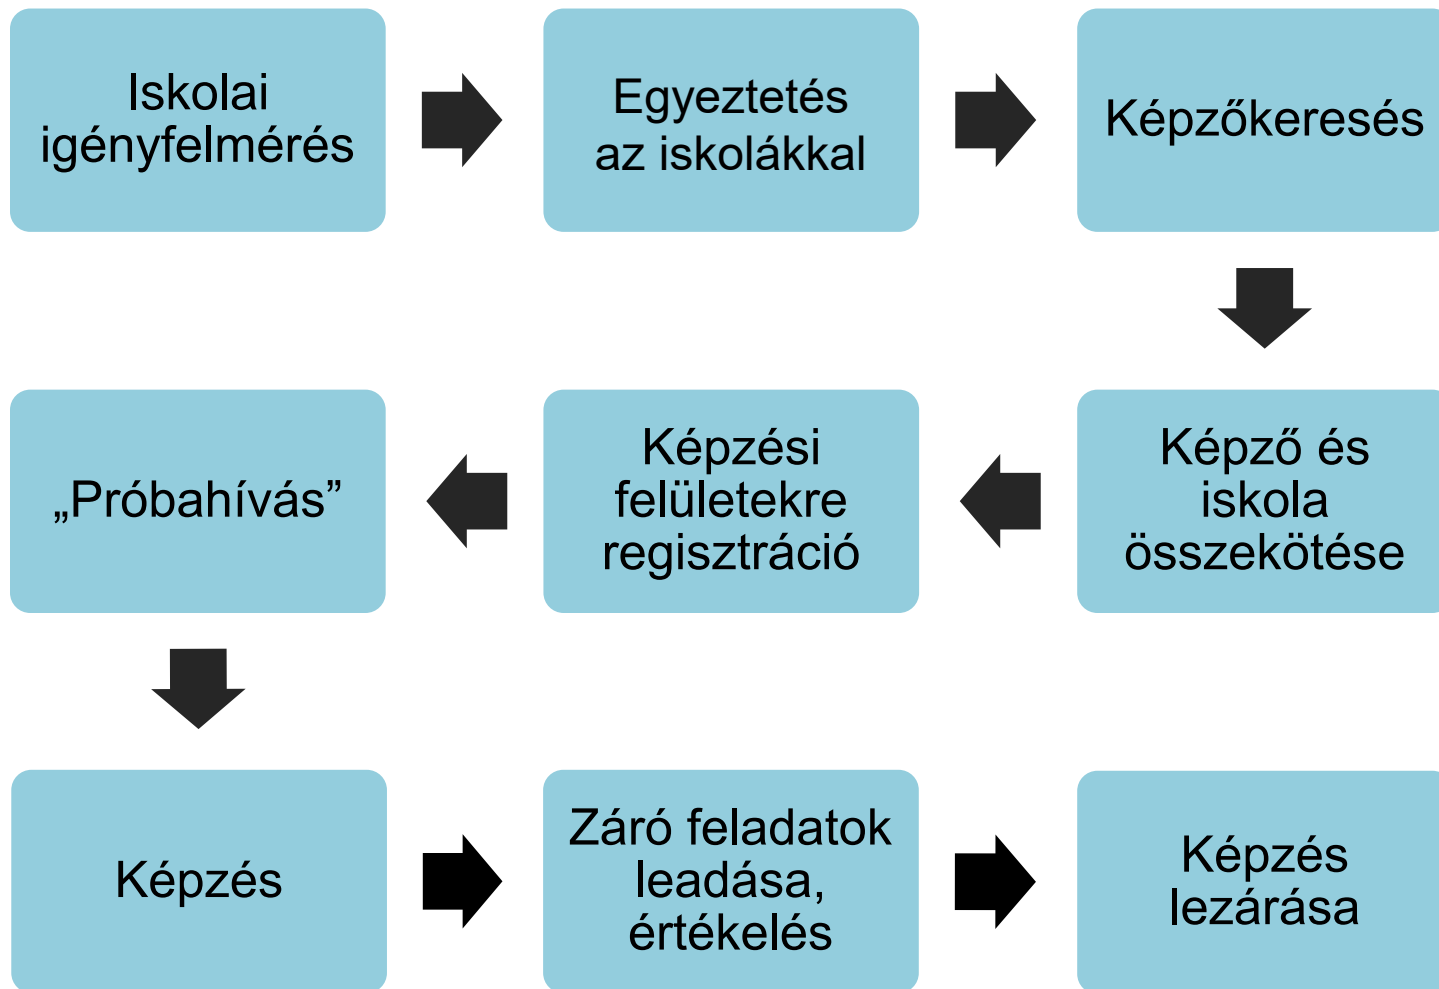 Iskolai
igényfelmérés
Egyeztetés
az iskolákkal
Képzőkeresés
Képző és
iskola
összekötése
Képzési
felületekre
regisztráció
„Próbahívás”
Képzés
Záró feladatok
leadása,
értékelés
Képzés
lezárása